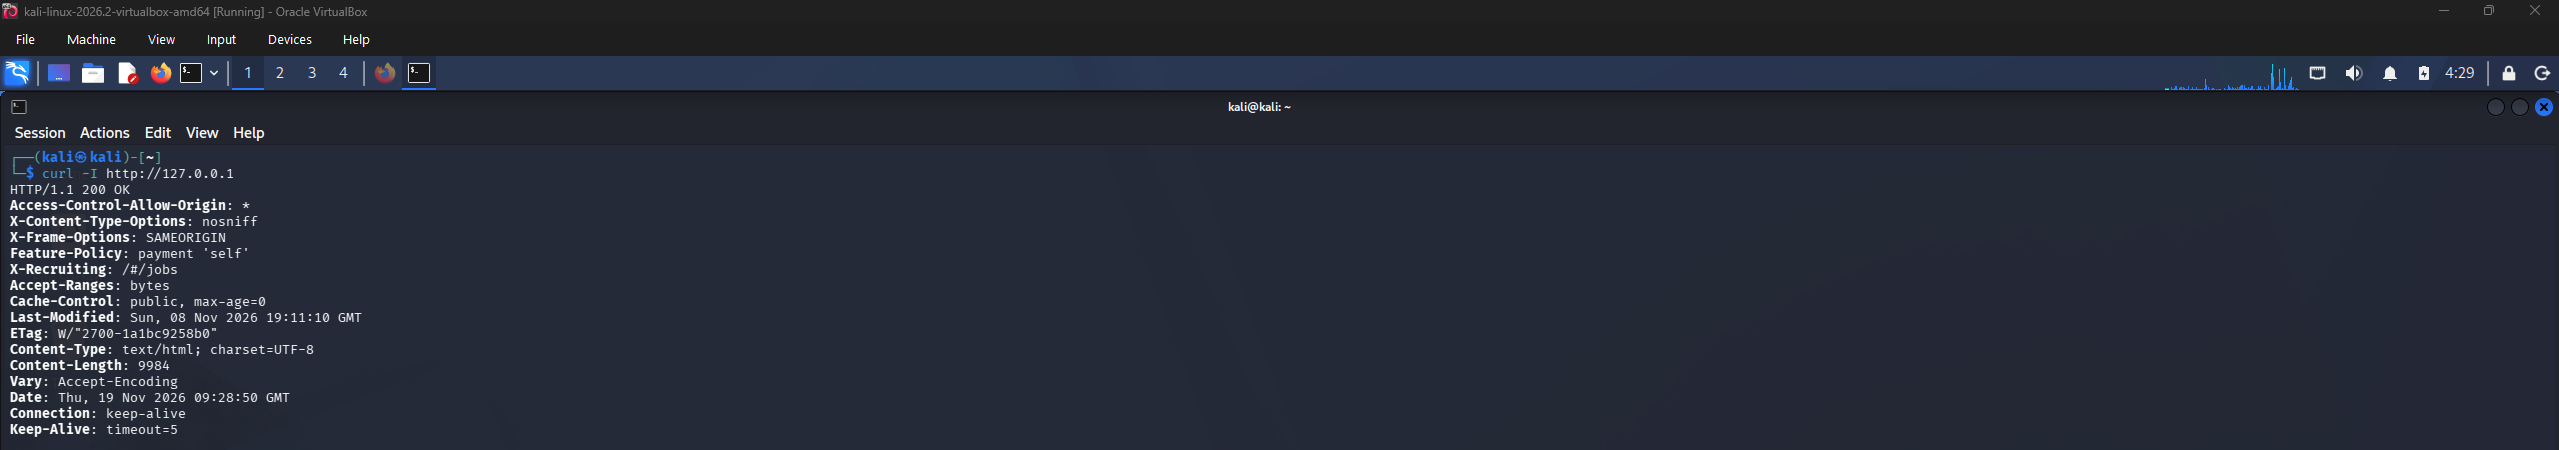 kali-linux-2026.2-virtualbox-amd64 [Running] - Oracle VirtualBox
File Machine View Input Devices Help
1 2 3 4 4:29
kali@kali: ~
Session Actions Edit View Help
┌──(kali㉿kali)-[~]
└─$ curl -I http://127.0.0.1
HTTP/1.1 200 OK
Access-Control-Allow-Origin: *
X-Content-Type-Options: nosniff
X-Frame-Options: SAMEORIGIN
Feature-Policy: payment 'self'
X-Recruiting: /#/jobs
Accept-Ranges: bytes
Cache-Control: public, max-age=0
Last-Modified: Sun, 08 Nov 2026 19:11:10 GMT
ETag: W/"2700-1a1bc9258b0"
Content-Type: text/html; charset=UTF-8
Content-Length: 9984
Vary: Accept-Encoding
Date: Thu, 19 Nov 2026 09:28:50 GMT
Connection: keep-alive
Keep-Alive: timeout=5